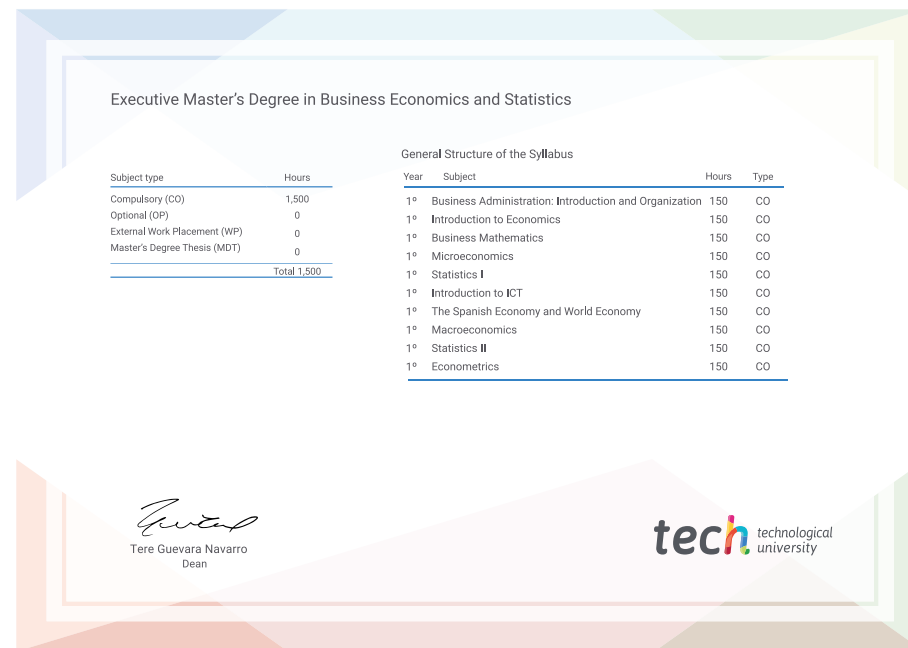 Executive Master's Degree in Business Economics and Statistics
Subject type Hours
Compulsory (CO) 1,500
Optional (OP) 0
External Work Placement (WP) 0
Master's Degree Thesis (MDT) 0
Total 1,500
General Structure of the Syllabus
Year Subject Hours Type
1º Business Administration: Introduction and Organization 150 CO
1º Introduction to Economics 150 CO
1º Business Mathematics 150 CO
1º Microeconomics 150 CO
1º Statistics I 150 CO
1º Introduction to ICT 150 CO
1º The Spanish Economy and World Economy 150 CO
1º Macroeconomics 150 CO
1º Statistics II 150 CO
1º Econometrics 150 CO
Tere Guevara Navarro
Dean
tech technological
university